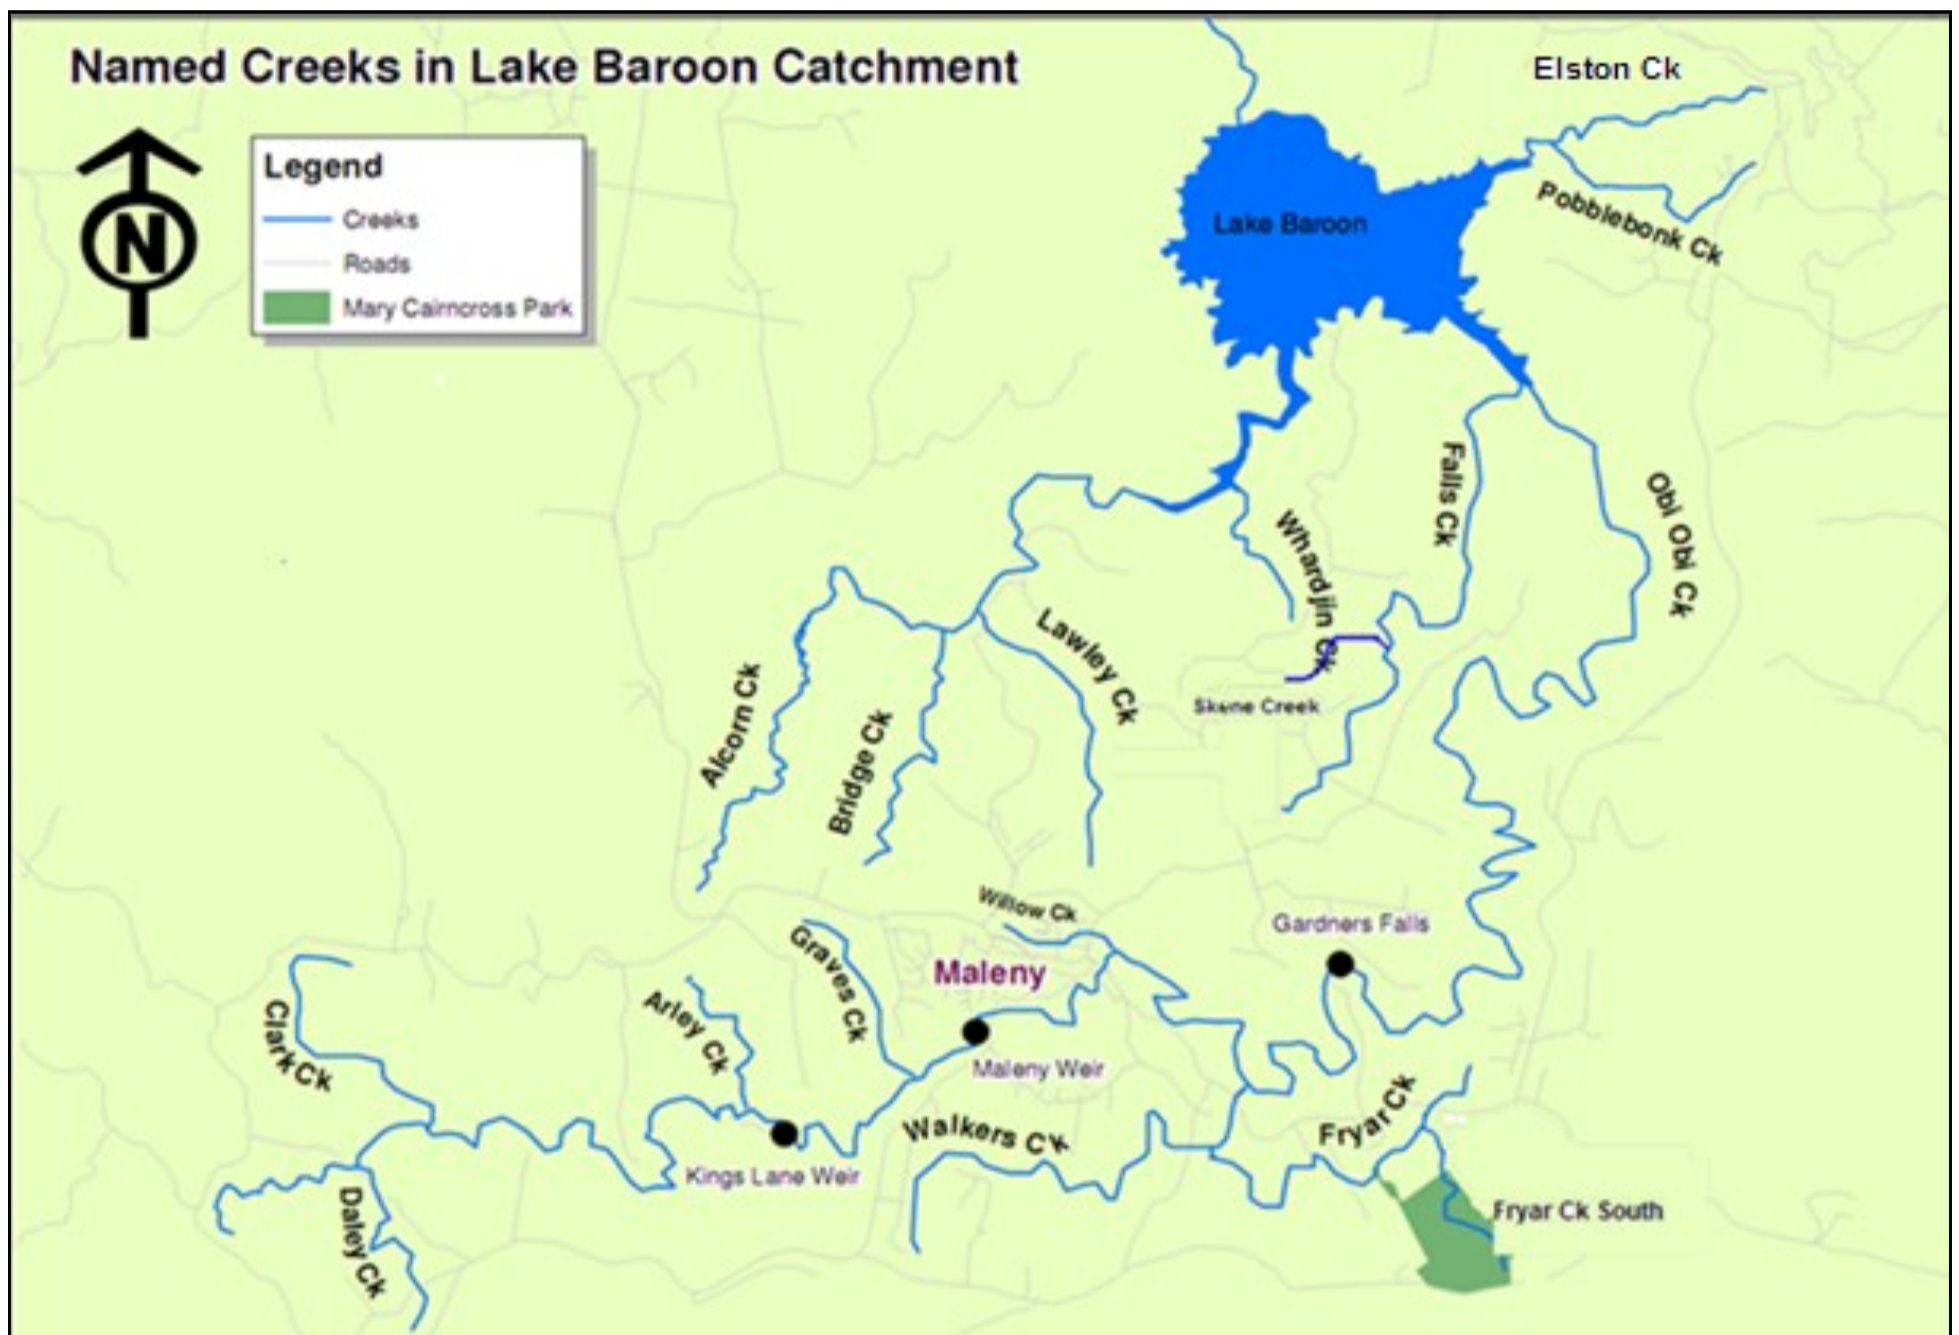 Named Creeks in Lake Baroon Catchment
N
Legend
Creeks
Roads
Mary Cairncross Park
Elston Ck
Pobblebonk Ck
Lake Baroon
Falls Ck
Obi Obi Ck
Whardjin Ck
Lawley Ck
Skene Creek
Alcorn Ck
Bridge Ck
Willow Ck
Gardners Falls
Graves Ck
Maleny
Arley Ck
Clark Ck
Maleny Weir
Walkers Ck
Fryar Ck
Kings Lane Weir
Daley Ck
Fryar Ck South